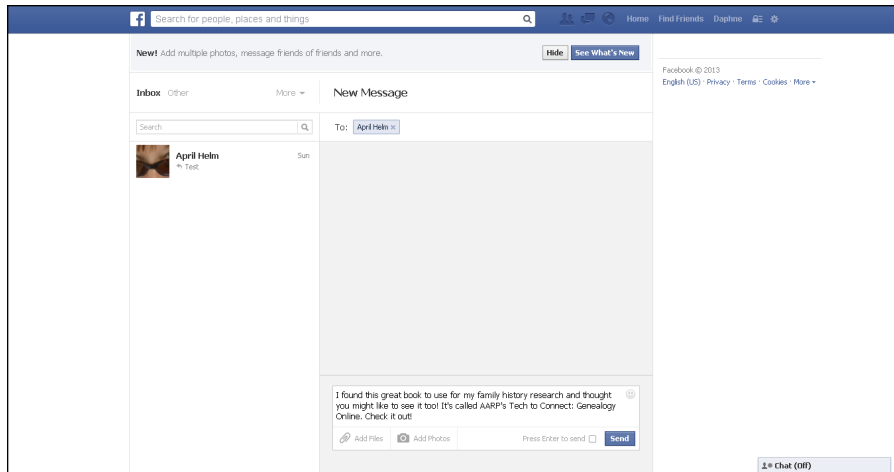 Search for people, places and things
Home Find Friends Daphne
New! Add multiple photos, message friends of friends and more.
Hide See What's New
Facebook © 2013
English (US) · Privacy · Terms · Cookies · More
Inbox Other More
New Message
Search
To: April Helm ×
April Helm Sun
Test
I found this great book to use for my family history research and thought
you might like to see it too! It's called AARP's Tech to Connect: Genealogy
Online. Check it out!
Add Files Add Photos Press Enter to send Send
Chat (Off)